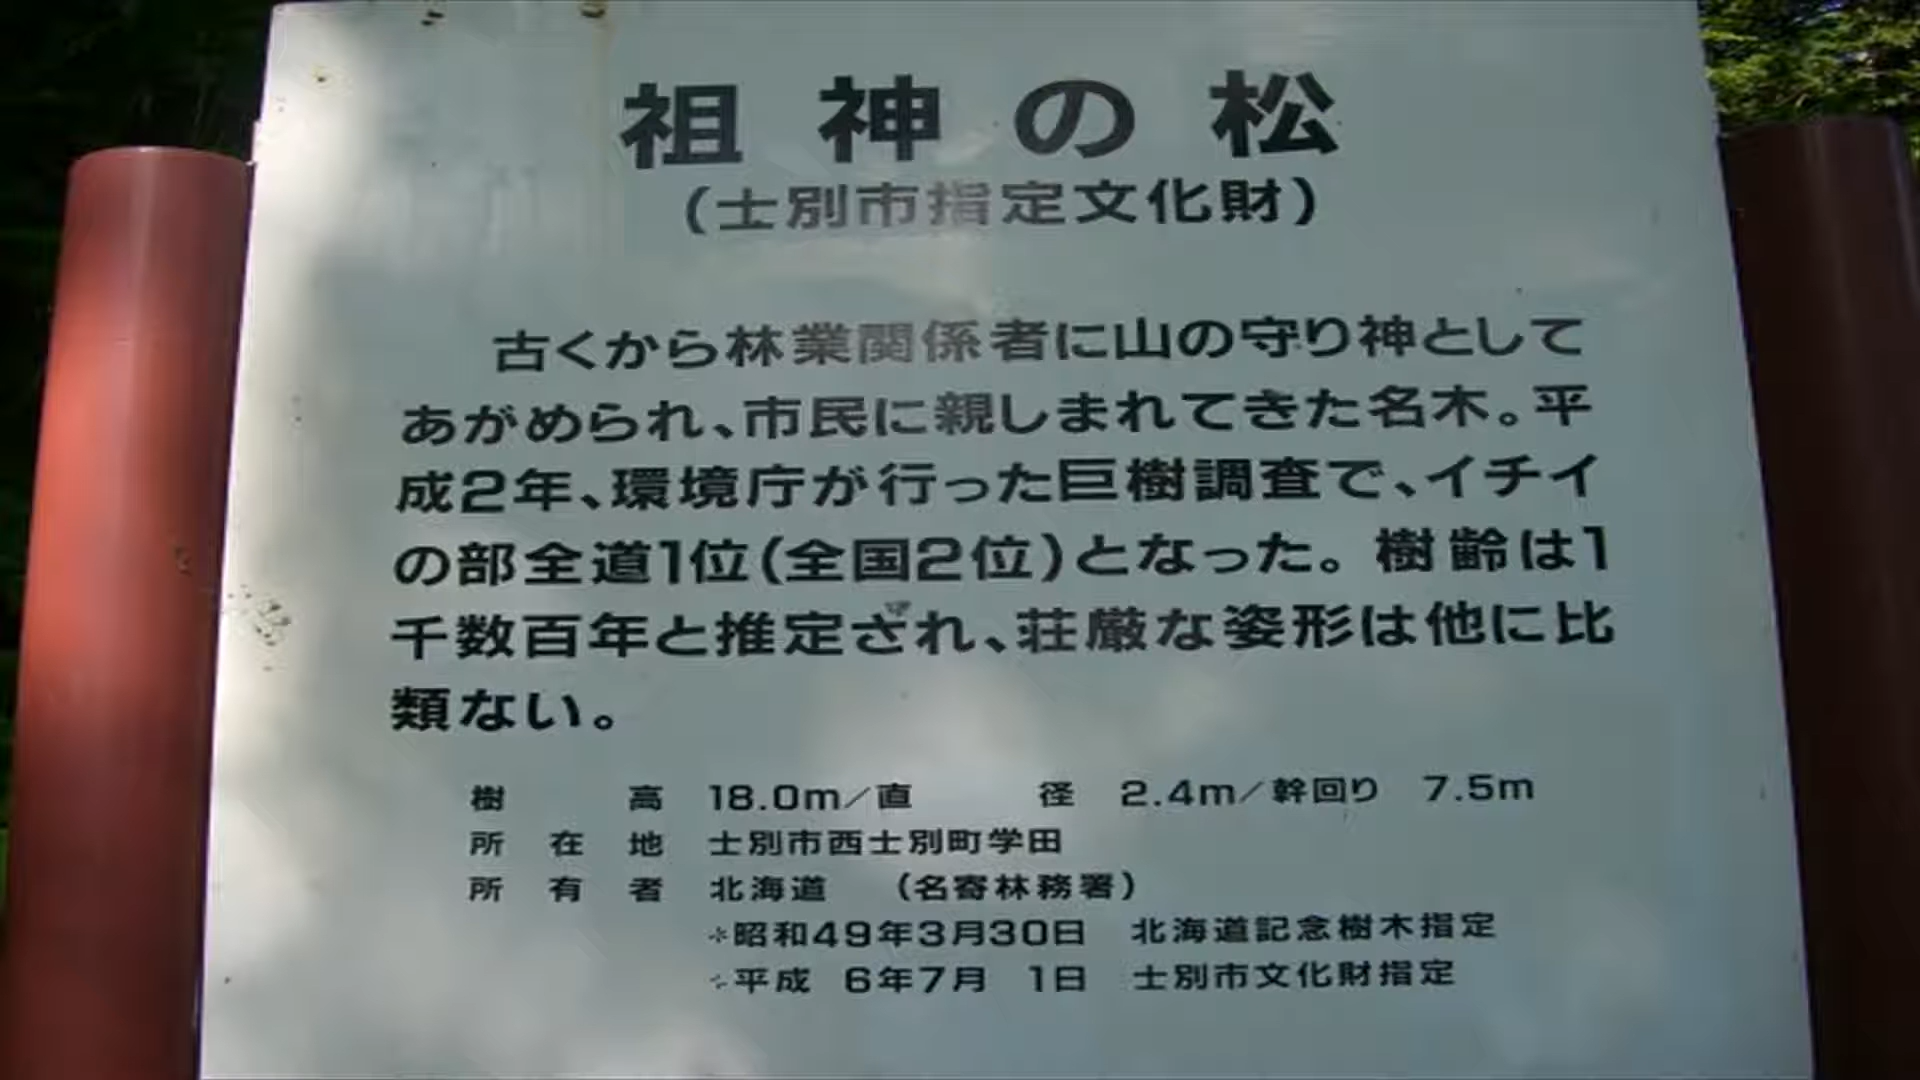 祖神の松
(士別市指定文化財)
古くから林業関係者に山の守り神として
あがめられ、市民に親しまれてきた名木。平
成2年、環境庁が行った巨樹調査で、イチイ
の部全道1位(全国2位)となった。樹齢は1
千数百年と推定され、荘厳な姿形は他に比
類ない。
樹高 18.0m/直径 2.4m/幹回り 7.5m
所在地 士別市西士別町学田
所有者 北海道 (名寄林務署)
*昭和49年3月30日 北海道記念樹木指定
*平成 6年7月 1日 士別市文化財指定